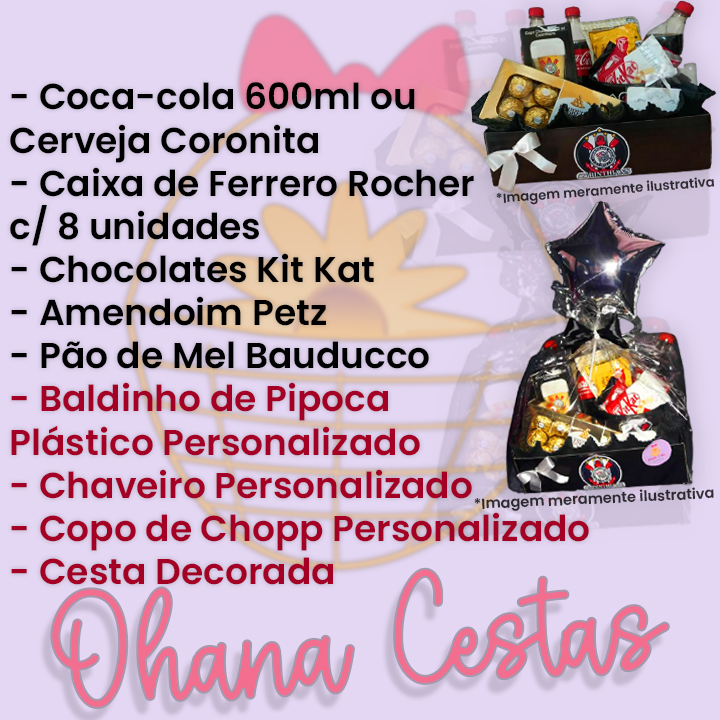 - Coca-cola 600ml ou
Cerveja Coronita
- Caixa de Ferrero Rocher
c/ 8 unidades
- Chocolates Kit Kat
- Amendoim Petz
- Pão de Mel Bauducco
- Baldinho de Pipoca
Plástico Personalizado
- Chaveiro Personalizado
- Copo de Chopp Personalizado
- Cesta Decorada
*Imagem meramente ilustrativa
*Imagem meramente ilustrativa
Ohana Cestas